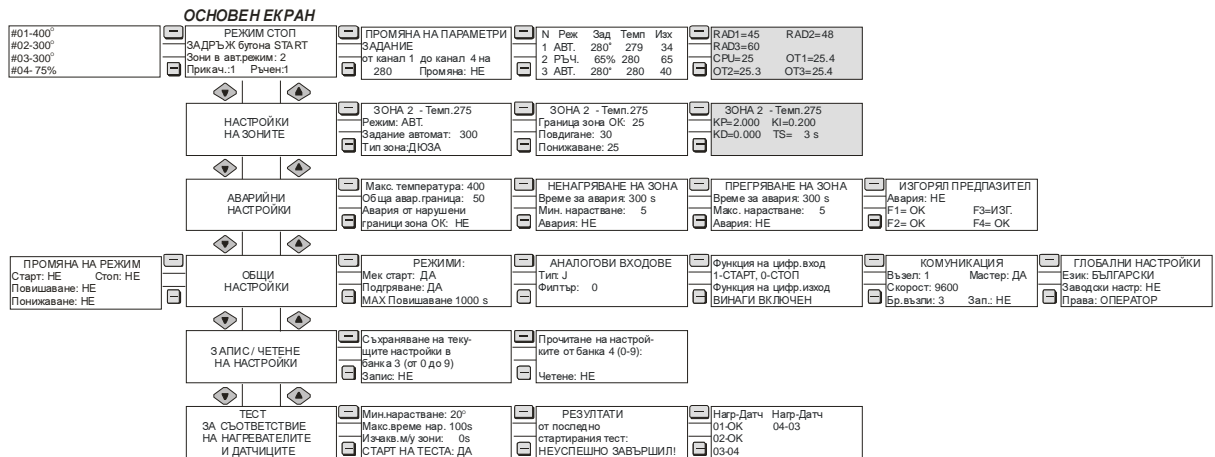 ОСНОВЕН ЕКРАН
#01-400°
#02-300°
#03-300°
#04- 75%
РЕЖИМ СТОП
ЗАДРЪЖ бутона START
Зони в авт.режим: 2
Прикач.:1 Ръчен:1
ПРОМЯНА НА ПАРАМЕТРИ
ЗАДАНИЕ
от канал 1 до канал 4 на
280 Промяна: НЕ
N Реж Зад Темп Изх
1 АВТ. 280° 279 34
2 РЪЧ. 65% 280 65
3 АВТ. 280° 280 40
RAD1=45 RAD2=48
RAD3=60
CPU=25 OT1=25.4
OT2=25.3 OT3=25.4
НАСТРОЙКИ
НА ЗОНИТЕ
ЗОНА 2 - Темп.275
Режим: АВТ.
Задание автомат: 300
Тип зона:ДЮЗА
ЗОНА 2 - Темп.275
Граница зона ОК: 25
Повдигане: 30
Понижаване: 25
ЗОНА 2 - Темп.275
KP=2.000 KI=0.200
KD=0.000 TS= 3 s
АВАРИЙНИ
НАСТРОЙКИ
Макс. температура: 400
Обща авар.граница: 50
Авария от нарушени
граници зона ОК: НЕ
НЕНАГРЯВАНЕ НА ЗОНА
Време за авария: 300 s
Мин. нарастване: 5
Авария: НЕ
ПРЕГРЯВАНЕ НА ЗОНА
Време за авария: 300 s
Макс. нарастване: 5
Авария: НЕ
ИЗГОРЯЛ ПРЕДПАЗИТЕЛ
Авария: НЕ
F1= OK F3=ИЗГ.
F2= OK F4= OK
ПРОМЯНА НА РЕЖИМ
Старт: НЕ Стоп: НЕ
Повишаване: НЕ
Понижаване: НЕ
ОБЩИ
НАСТРОЙКИ
РЕЖИМИ:
Мек старт: ДА
Подгряване: ДА
MAX Повишаване 1000 s
АНАЛОГОВИ ВХОДОВЕ
Тип: J
Филтър: 0
Функция на цифр.вход
1-СТАРТ, 0-СТОП
Функция на цифр.изход
ВИНАГИ ВКЛЮЧЕН
КОМУНИКАЦИЯ
Възел: 1 Мастер: ДА
Скорост: 9600
Бр.възли: 3 Зап.: НЕ
ГЛОБАЛНИ НАСТРОЙКИ
Език: БЪЛГАРСКИ
Заводски настр: НЕ
Права: ОПЕРАТОР
ЗАПИС / ЧЕТЕНЕ
НА НАСТРОЙКИ
Съхраняване на теку-
щите настройки в
банка 3 (от 0 до 9)
Запис: НЕ
Прочитане на настрой-
ките от банка 4 (0-9):
Четене: НЕ
ТЕСТ
ЗА СЪОТВЕТСТВИЕ
НА НАГРЕВАТЕЛИТЕ
И ДАТЧИЦИТЕ
Мин.нарастване: 20°
Макс.време нар. 100s
Изчакв.м/у зони: 0s
СТАРТ НА ТЕСТА: ДА
РЕЗУЛТАТИ
от последно
стартирания тест:
НЕУСПЕШНО ЗАВЪРШИЛ!
Нагр-Датч Нагр-Датч
01-OK 04-03
02-OK
03-04